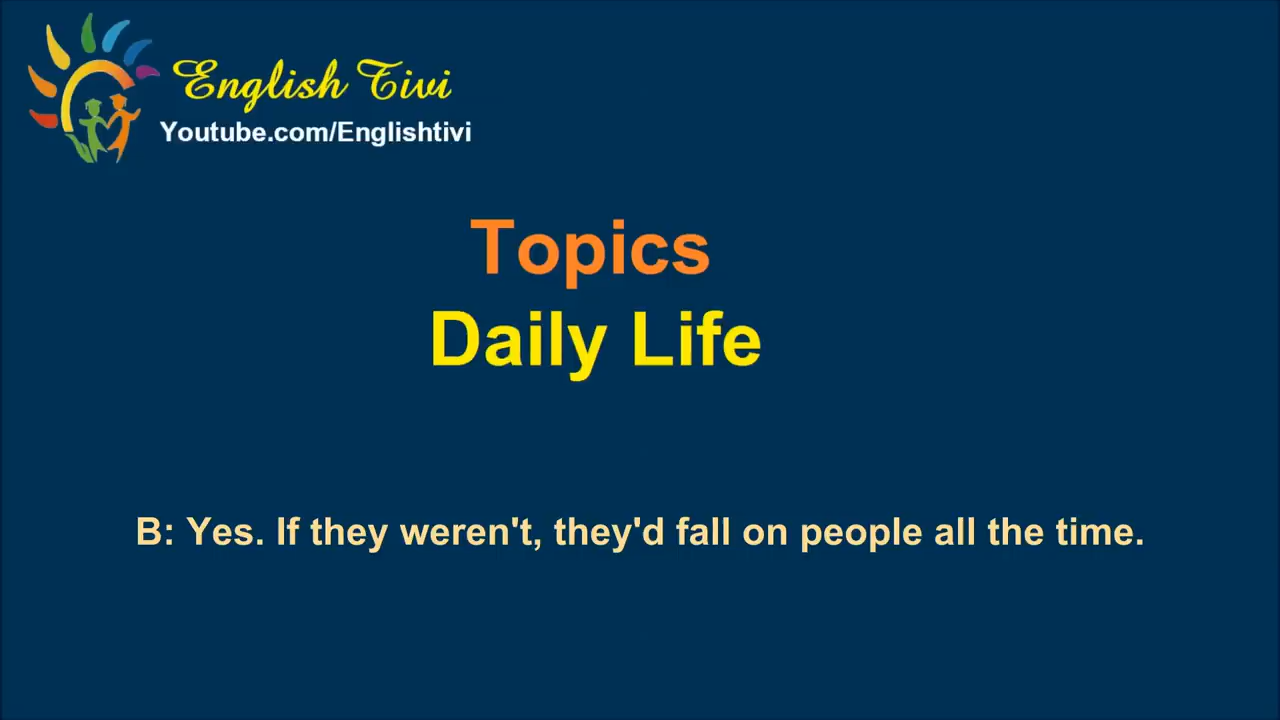 English Tivi
Youtube.com/Englishtivi
Topics
Daily Life
B: Yes. If they weren't, they'd fall on people all the time.